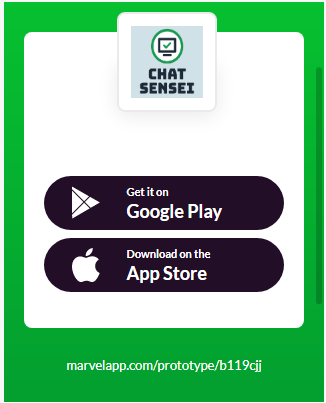 CHAT
SENSEI
Get it on
Google Play
Download on the
App Store
marvelapp.com/prototype/b119cjj